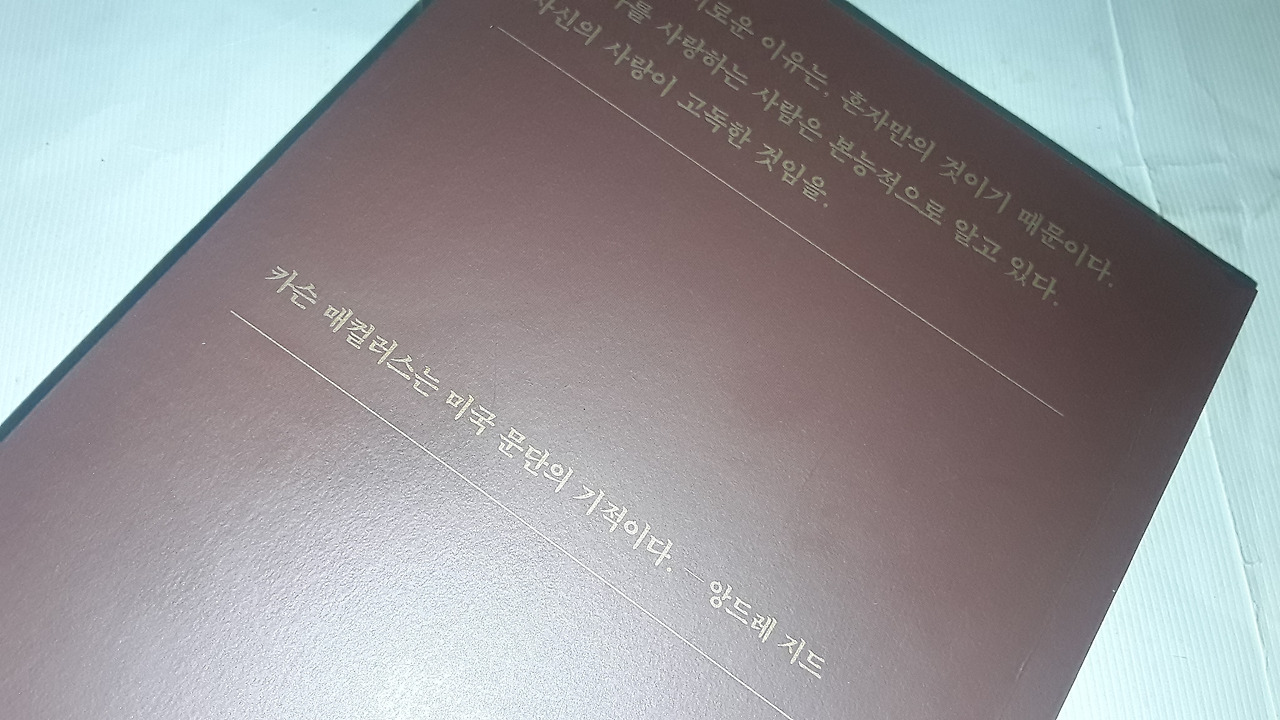 이유는, 혼자만의 것이기 때문이다.
사랑하는 사람은 본능적으로 알고 있다.
자신의 사랑이 고독한 것임을.
카슨 매컬러스는 미국 문단의 기적이다. — 앙드레 지드